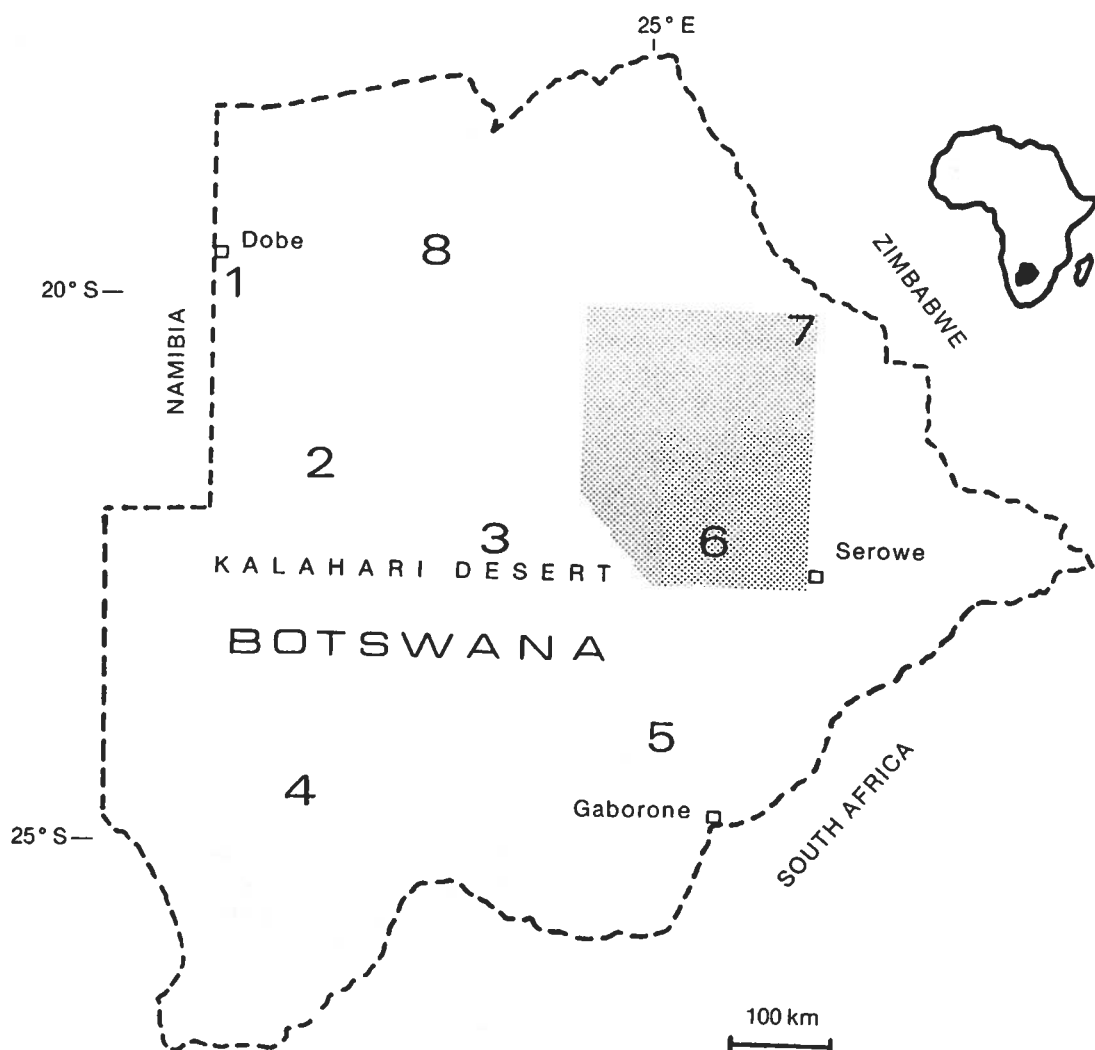 25° E
Dobe
8
1
20° S
ZIMBABWE
NAMIBIA
7
2
3
6
Serowe
KALAHARI DESERT
BOTSWANA
5
4
Gaborone
25° S
SOUTH AFRICA
100 km